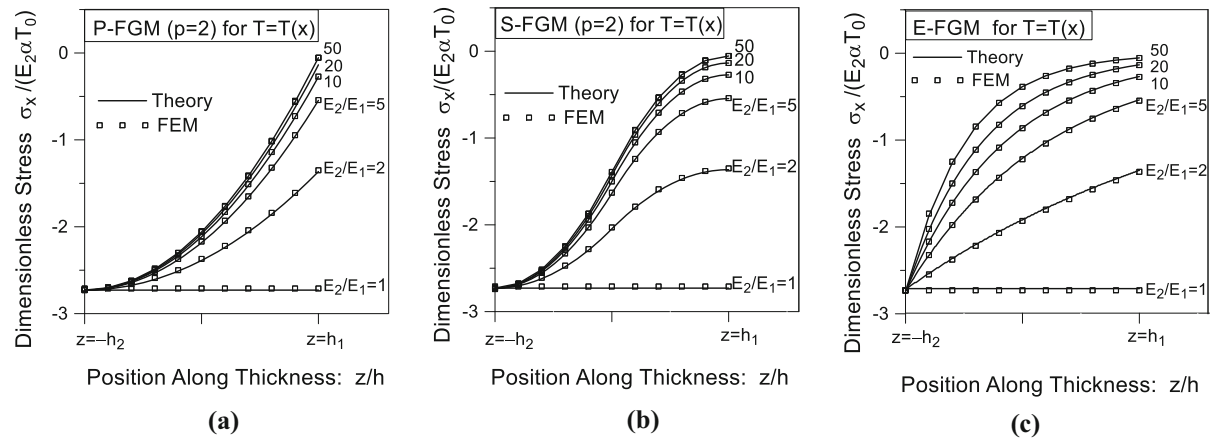 P-FGM (p=2) for T=T(x)
Dimensionless Stress σx /(E2αT0)
0
-1
-2
-3
Theory
FEM
50
20
10
E2/E1=5
E2/E1=2
E2/E1=1
z=–h2
z=h1
Position Along Thickness: z/h
(a)
S-FGM (p=2) for T=T(x)
Dimensionless Stress σx /(E2αT0)
0
-1
-2
-3
Theory
FEM
50
20
10
E2/E1=5
E2/E1=2
E2/E1=1
z=–h2
z=h1
Position Along Thickness: z/h
(b)
E-FGM for T=T(x)
Dimensionless Stress σx/(E2αT0)
0
-1
-2
-3
Theory
FEM
50
20
10
E2/E1=5
E2/E1=2
E2/E1=1
z=–h2
z=h1
Position Along Thickness: z/h
(c)